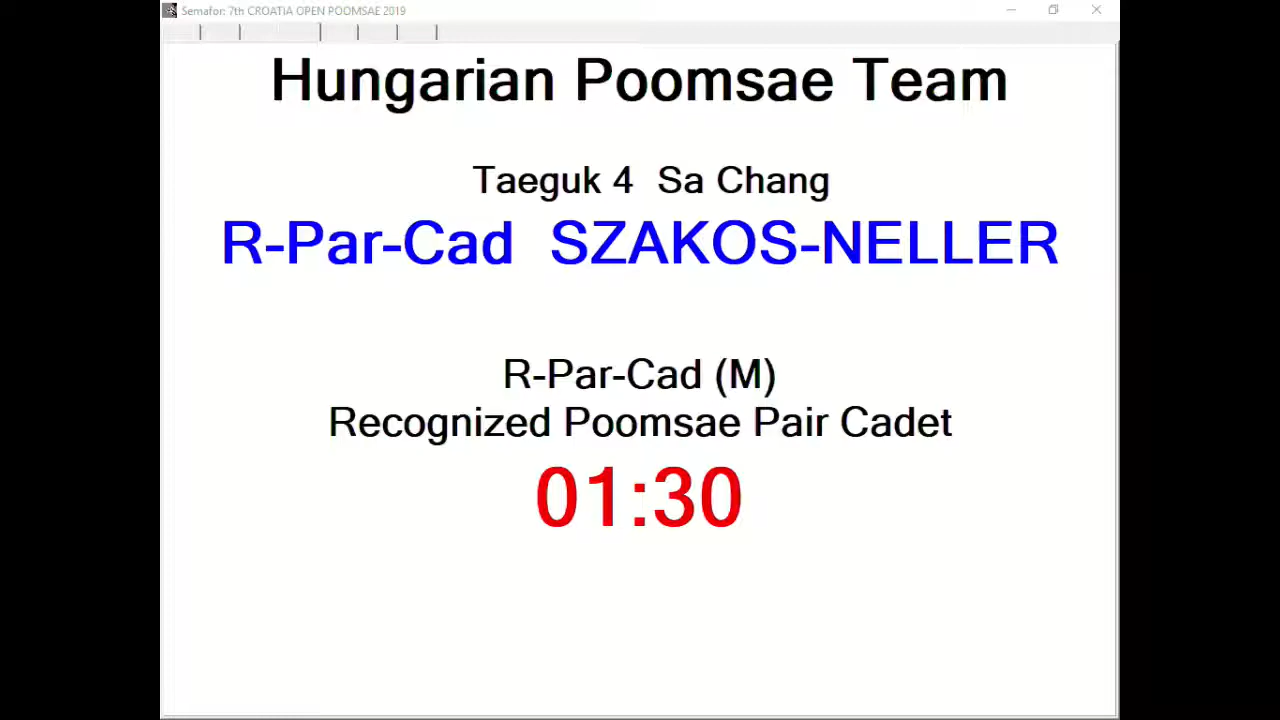 Semafor: 7th CROATIA OPEN POOMSAE 2019
Hungarian Poomsae Team
Taeguk 4  Sa Chang
R-Par-Cad  SZAKOS-NELLER
R-Par-Cad (M)
Recognized Poomsae Pair Cadet
01:30